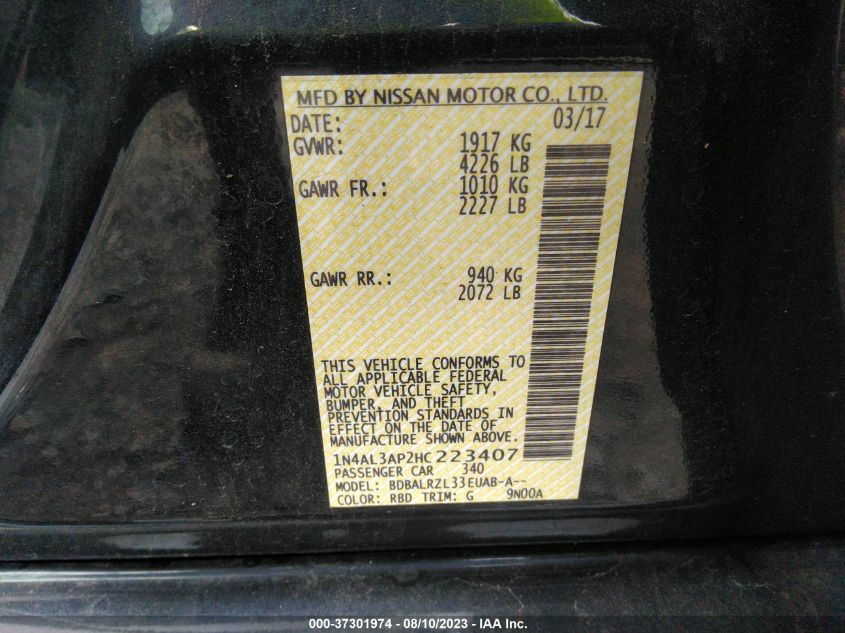 MFD BY NISSAN MOTOR CO., LTD.
DATE: 03/17
GVWR: 1917 KG
4226 LB
GAWR FR.: 1010 KG
2227 LB
GAWR RR.: 940 KG
2072 LB
THIS VEHICLE CONFORMS TO
ALL APPLICABLE FEDERAL
MOTOR VEHICLE SAFETY,
BUMPER, AND THEFT
PREVENTION STANDARDS IN
EFFECT ON THE DATE OF
MANUFACTURE SHOWN ABOVE.
1N4AL3AP2HC223407
PASSENGER CAR 340
MODEL: BDBALRZL33EUAB-A--
COLOR: RBD TRIM: G 9N00A
000-37301974 - 08/10/2023 - IAA Inc.